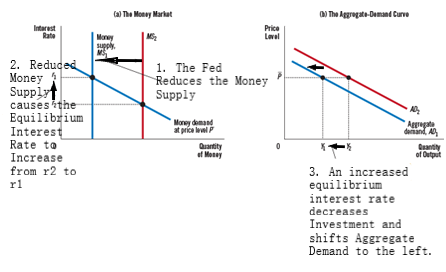 (a) The Money Market
(b) The Aggregate-Demand Curve
Interest
Rate
Money
supply,
MS₁
MS₂
2. Reduced
Money
Supply
causes the
Equilibrium
Interest
Rate to
Increase
from r2 to
r1
1. The Fed
Reduces the Money
Supply
r₁
Money demand
at price level P
Quantity
of Money
Price
Level
P
0
AD₂
Aggregate
demand, AD₁
Y₁
Y₂
Quantity
of Output
3. An increased
equilibrium
interest rate
decreases
Investment and
shifts Aggregate
Demand to the left.